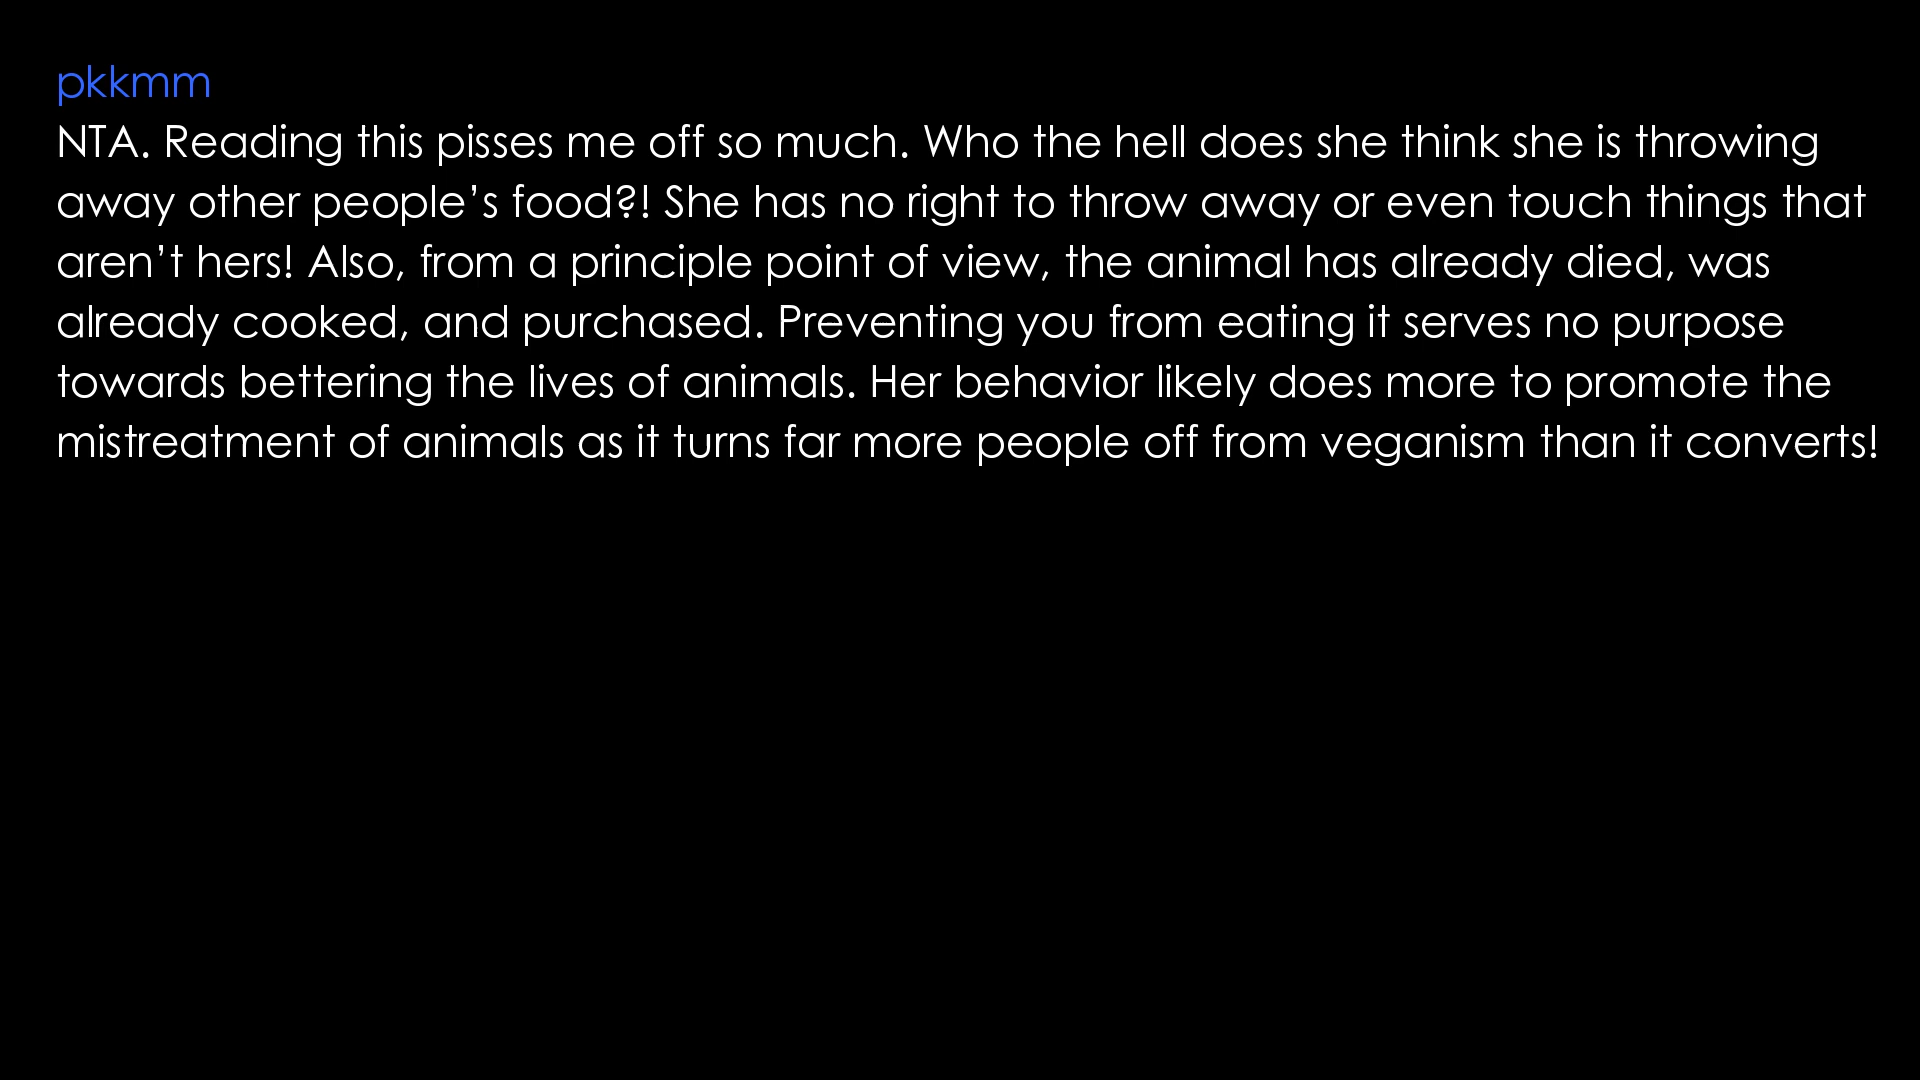 pkkmm
NTA. Reading this pisses me off so much. Who the hell does she think she is throwing
away other people’s food?! She has no right to throw away or even touch things that
aren’t hers! Also, from a principle point of view, the animal has already died, was
already cooked, and purchased. Preventing you from eating it serves no purpose
towards bettering the lives of animals. Her behavior likely does more to promote the
mistreatment of animals as it turns far more people off from veganism than it converts!